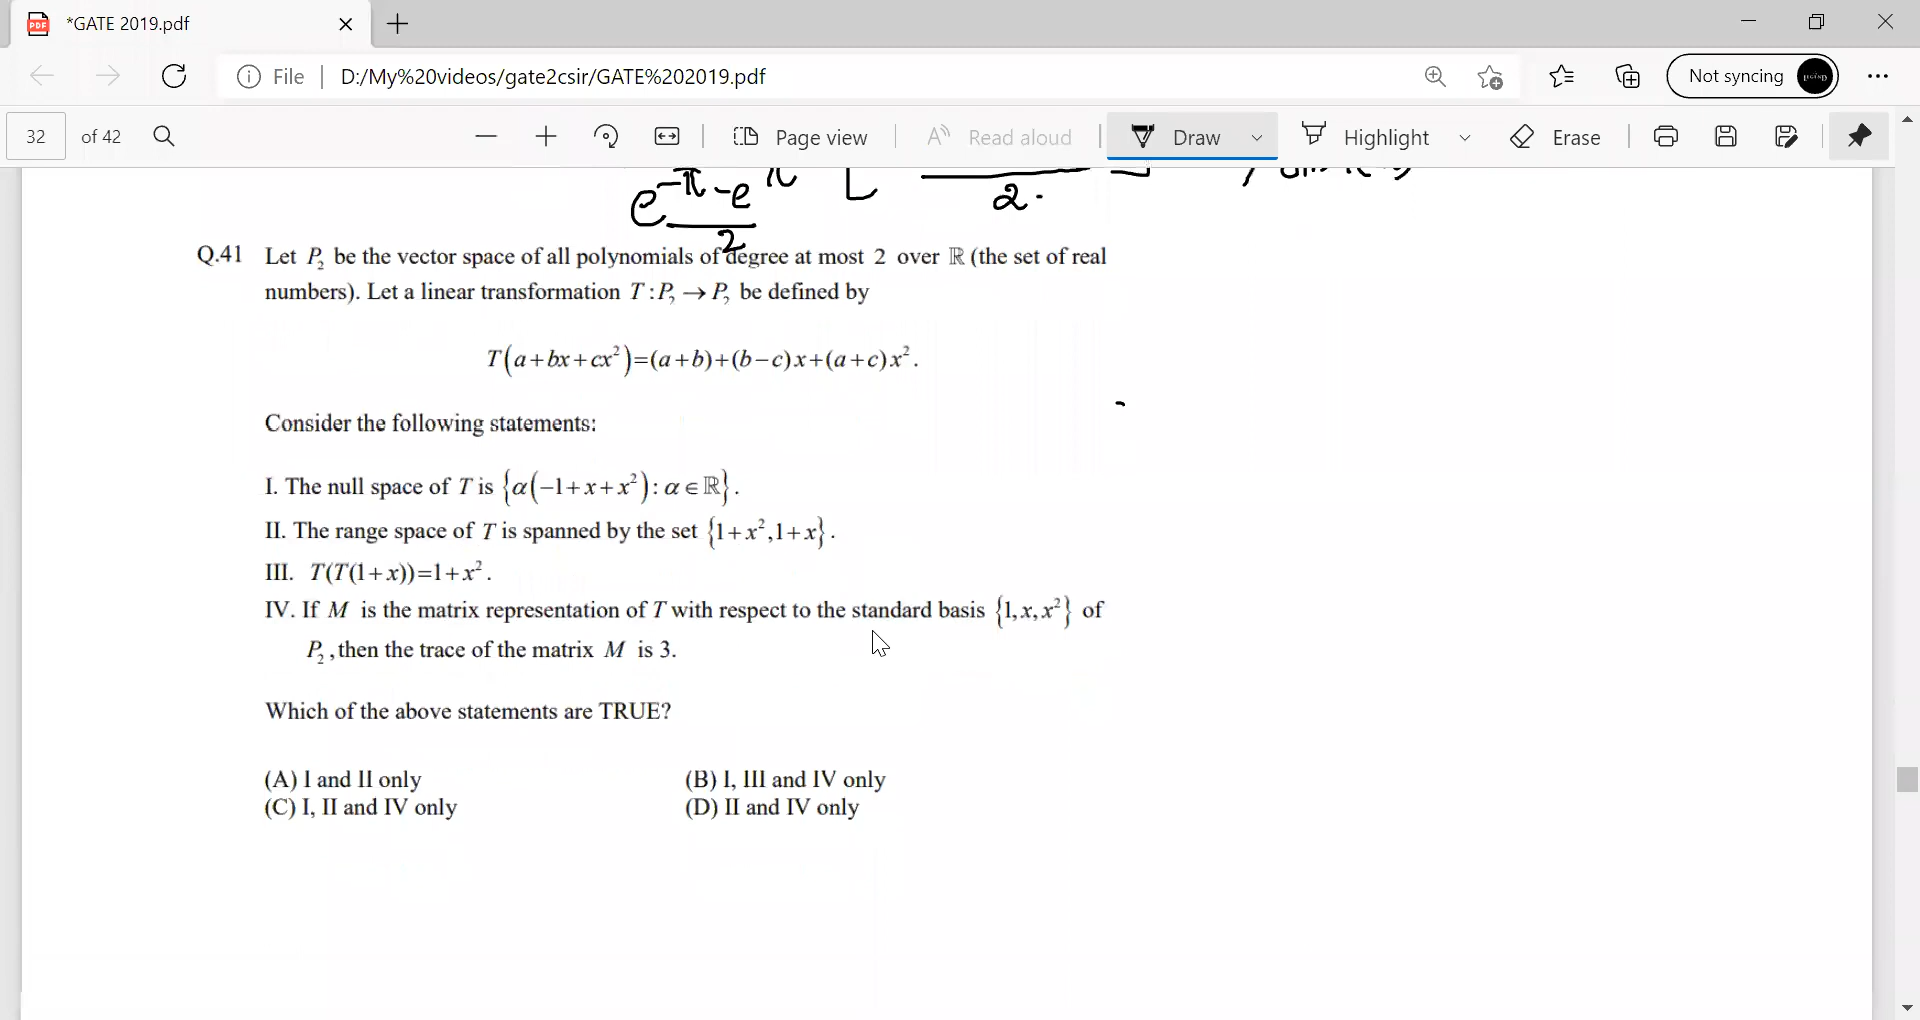 *GATE 2019.pdf
File D:/My%20videos/gate2csir/GATE%202019.pdf Not syncing
32 of 42 Page view Read aloud Draw Highlight Erase
e^{-π}-e^{π} [
2
2.
Q.41 Let P₂ be the vector space of all polynomials of degree at most 2 over ℝ (the set of real
numbers). Let a linear transformation T : P₂ → P₂ be defined by
T(a+bx+cx²)=(a+b)+(b−c)x+(a+c)x².
Consider the following statements:
I. The null space of T is {α(−1+x+x²): α∈ℝ}.
II. The range space of T is spanned by the set {1+x²,1+x}.
III. T(T(1+x))=1+x².
IV. If M is the matrix representation of T with respect to the standard basis {1,x,x²} of
P₂ ,then the trace of the matrix M is 3.
Which of the above statements are TRUE?
(A) I and II only (B) I, III and IV only
(C) I, II and IV only (D) II and IV only